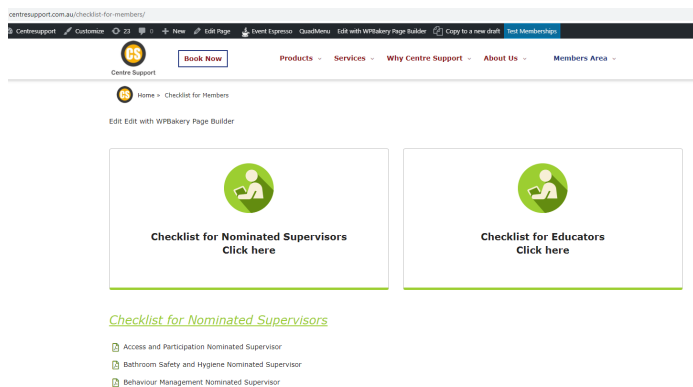 centresupport.com.au/checklist-for-members/
Centresupport Customize 23 0 New Edit Page Event Espresso QuadMenu Edit with WPBakery Page Builder Copy to a new draft Test Memberships
CS
Centre Support
Book Now
Products Services Why Centre Support About Us Members Area
CS
Home > Checklist for Members
Edit Edit with WPBakery Page Builder
Checklist for Nominated Supervisors
Click here
Checklist for Educators
Click here
Checklist for Nominated Supervisors
Access and Participation Nominated Supervisor
Bathroom Safety and Hygiene Nominated Supervisor
Behaviour Management Nominated Supervisor